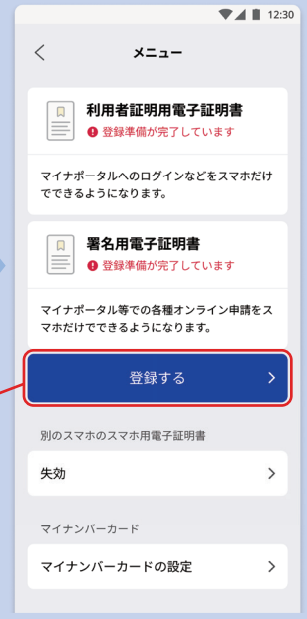 12:30
メニュー
利用者証明用電子証明書
登録準備が完了しています
マイナポータルへのログインなどをスマホだけ
でできるようになります。
署名用電子証明書
登録準備が完了しています
マイナポータル等での各種オンライン申請をス
マホだけでできるようになります。
登録する
別のスマホのスマホ用電子証明書
失効
マイナンバーカード
マイナンバーカードの設定